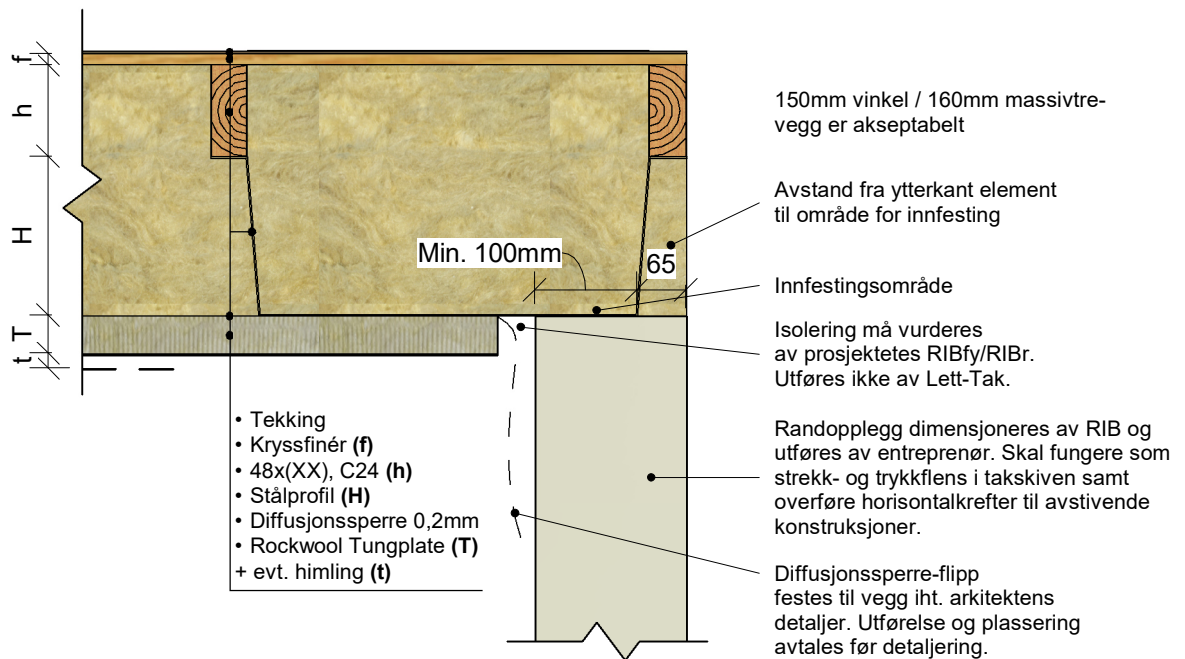 f
h
H
T
t
Min. 100mm
65
• Tekking
• Kryssfinér (f)
• 48x(XX), C24 (h)
• Stålprofil (H)
• Diffusjonssperre 0,2mm
• Rockwool Tungplate (T)
+ evt. himling (t)
150mm vinkel / 160mm massivtre-
vegg er akseptabelt
Avstand fra ytterkant element
til område for innfesting
Innfestingsområde
Isolering må vurderes
av prosjektetes RIBfy/RIBr.
Utføres ikke av Lett-Tak.
Randopplegg dimensjoneres av RIB og
utføres av entreprenør. Skal fungere som
strekk- og trykkflens i takskiven samt
overføre horisontalkrefter til avstivende
konstruksjoner.
Diffusjonssperre-flipp
festes til vegg iht. arkitektens
detaljer. Utførelse og plassering
avtales før detaljering.